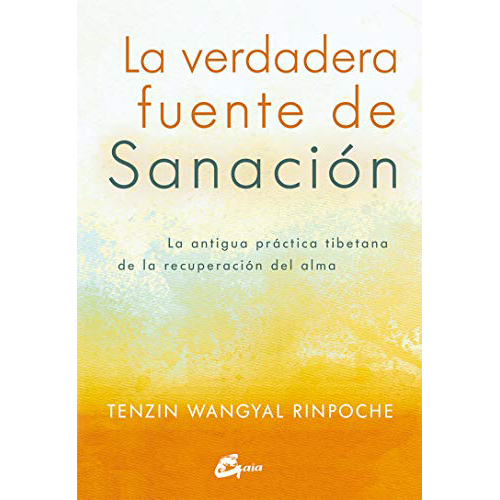 La verdadera
fuente de
Sanación
La antigua práctica tibetana
de la recuperación del alma
TENZIN WANGYAL RINPOCHE
Gaia